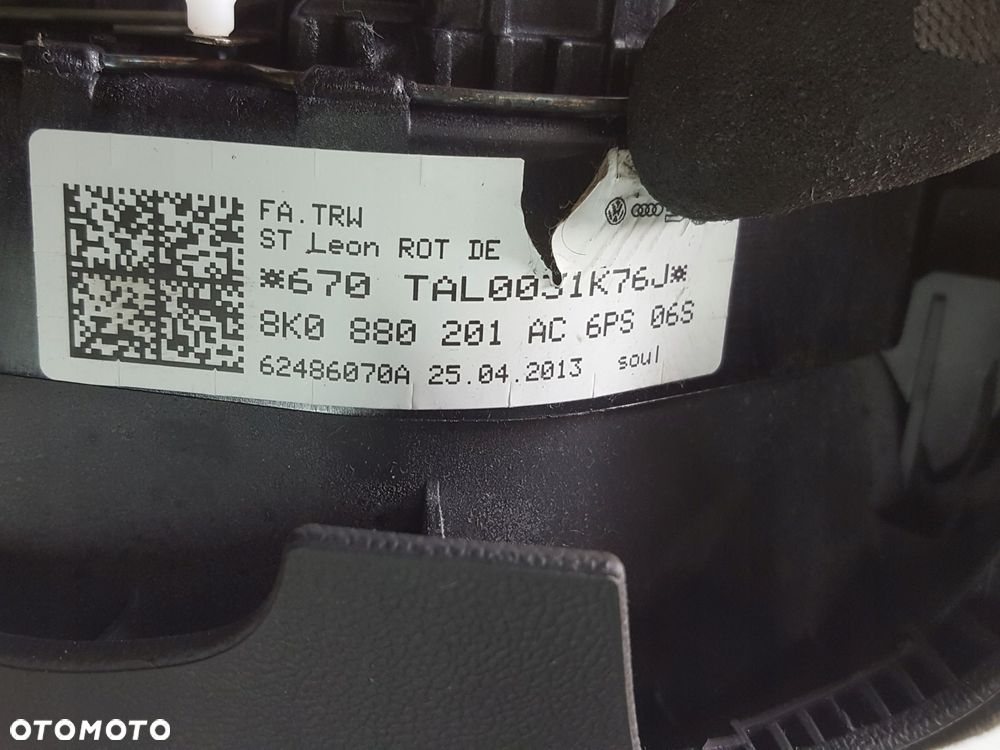 FA.TRW
ST Leon ROT DE
*670 TAL0031K76J*
8K0 880 201 AC 6PS 06S
62486070A 25.04.2013 soul
OTOMOTO